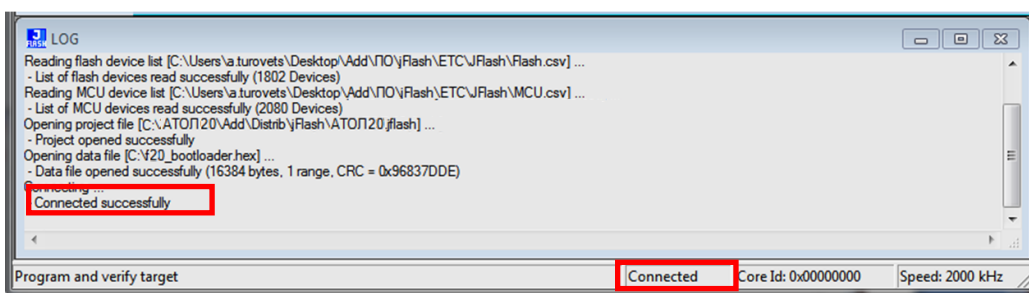 J
FLASH
LOG
Reading flash device list [C:\Users\a.turovets\Desktop\Add\ПО\jFlash\ETC\JFlash\Flash.csv] ...
- List of flash devices read successfully (1802 Devices)
Reading MCU device list [C:\Users\a.turovets\Desktop\Add\ПО\jFlash\ETC\JFlash\MCU.csv] ...
- List of MCU devices read successfully (2080 Devices)
Opening project file [C:\АТОП120\Add\Distrib\jFlash\АТОП120.jflash] ...
- Project opened successfully
Opening data file [C:\f20_bootloader.hex] ...
- Data file opened successfully (16384 bytes, 1 range, CRC = 0x96837DDE)
Connecting ...
Connected successfully
Program and verify target Connected Core Id: 0x00000000 Speed: 2000 kHz